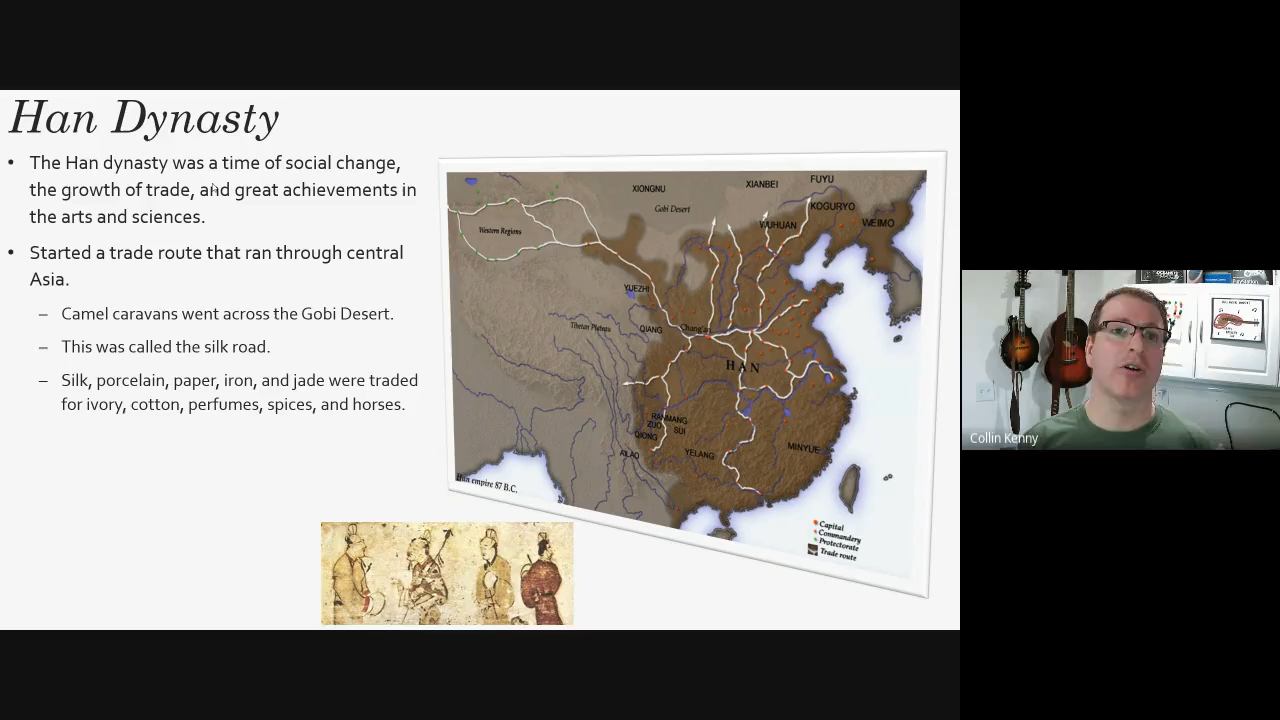 Han Dynasty
• The Han dynasty was a time of social change,
the growth of trade, and great achievements in
the arts and sciences.
• Started a trade route that ran through central
Asia.
– Camel caravans went across the Gobi Desert.
– This was called the silk road.
– Silk, porcelain, paper, iron, and jade were traded
for ivory, cotton, perfumes, spices, and horses.
XIONGNU
XIANBEI
FUYU
Gobi Desert
KOGURYO
WUHUAN
WEIMO
Western Regions
YUEZHI
Tibetan Plateau
QIANG
Chang'an
HAN
RANMANG
ZUO
SUI
QIONG
AILAO
YELANG
MINYUE
Han empire 87 B.C.
Capital
Commandery
Protectorate
Trade route
Collin Kenny